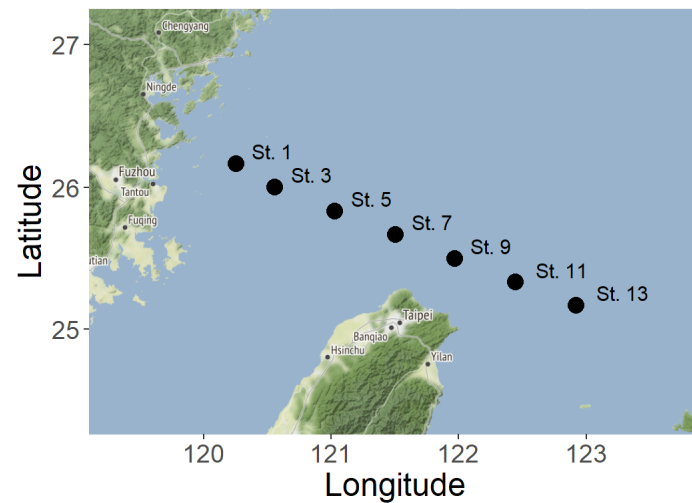 Chengyang
27
Ningde
St. 1
Fuzhou
St. 3
26
Tantou
St. 5
Fuqing
St. 7
utian
St. 9
St. 11
St. 13
25
Taipei
Banqiao
Hsinchu
Yilan
Latitude
120
121
122
123
Longitude